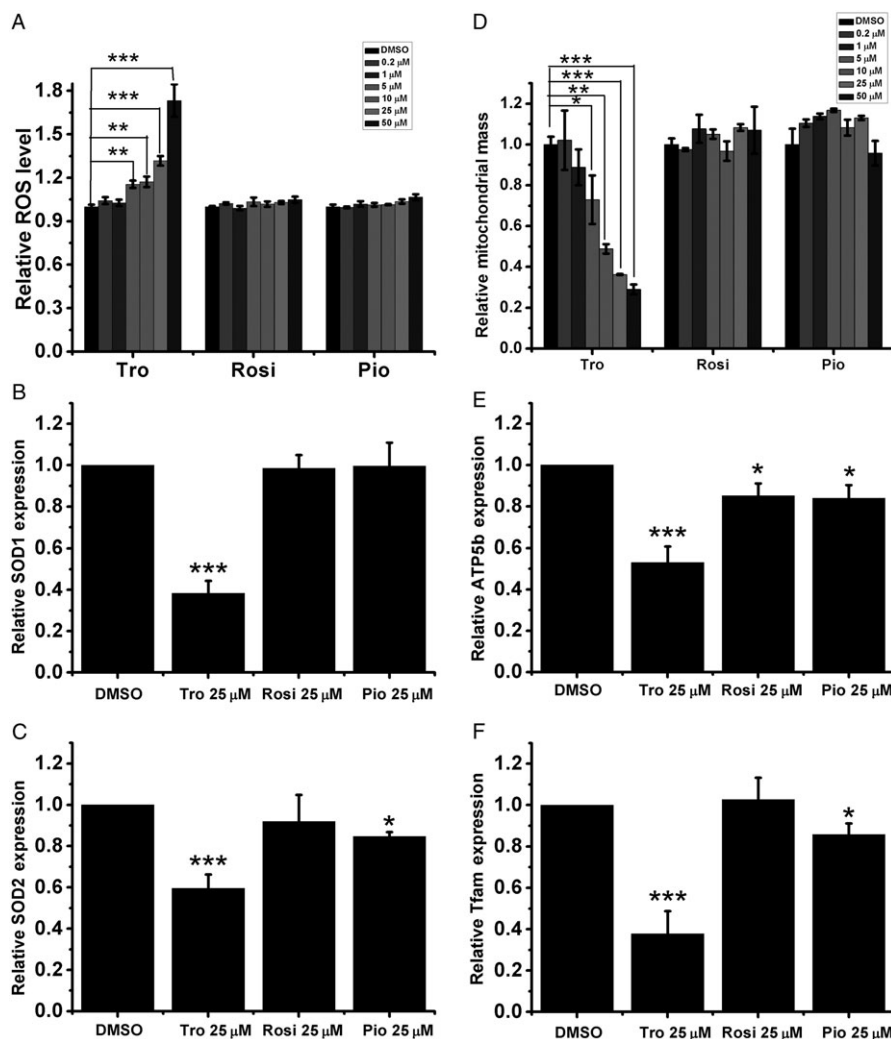 A
DMSO
0.2 μM
1 μM
5 μM
10 μM
25 μM
50 μM
***
***
**
**
Relative ROS level
1.8
1.5
1.2
0.9
0.6
0.3
0.0
Tro Rosi Pio
D
DMSO
0.2 μM
1 μM
5 μM
10 μM
25 μM
50 μM
***
***
**
*
Relative mitochondrial mass
1.2
1.0
0.8
0.6
0.4
0.2
0.0
Tro Rosi Pio
B
Relative SOD1 expression
1.2
1.0
0.8
0.6
0.4
0.2
0.0
***
DMSO Tro 25 μM Rosi 25 μM Pio 25 μM
E
Relative ATP5b expression
1.2
1.0
0.8
0.6
0.4
0.2
0.0
***
*
*
DMSO Tro 25 μM Rosi 25 μM Pio 25 μM
C
Relative SOD2 expression
1.2
1.0
0.8
0.6
0.4
0.2
0.0
***
*
DMSO Tro 25 μM Rosi 25 μM Pio 25 μM
F
Relative Tfam expression
1.2
1.0
0.8
0.6
0.4
0.2
0.0
***
*
DMSO Tro 25 μM Rosi 25 μM Pio 25 μM